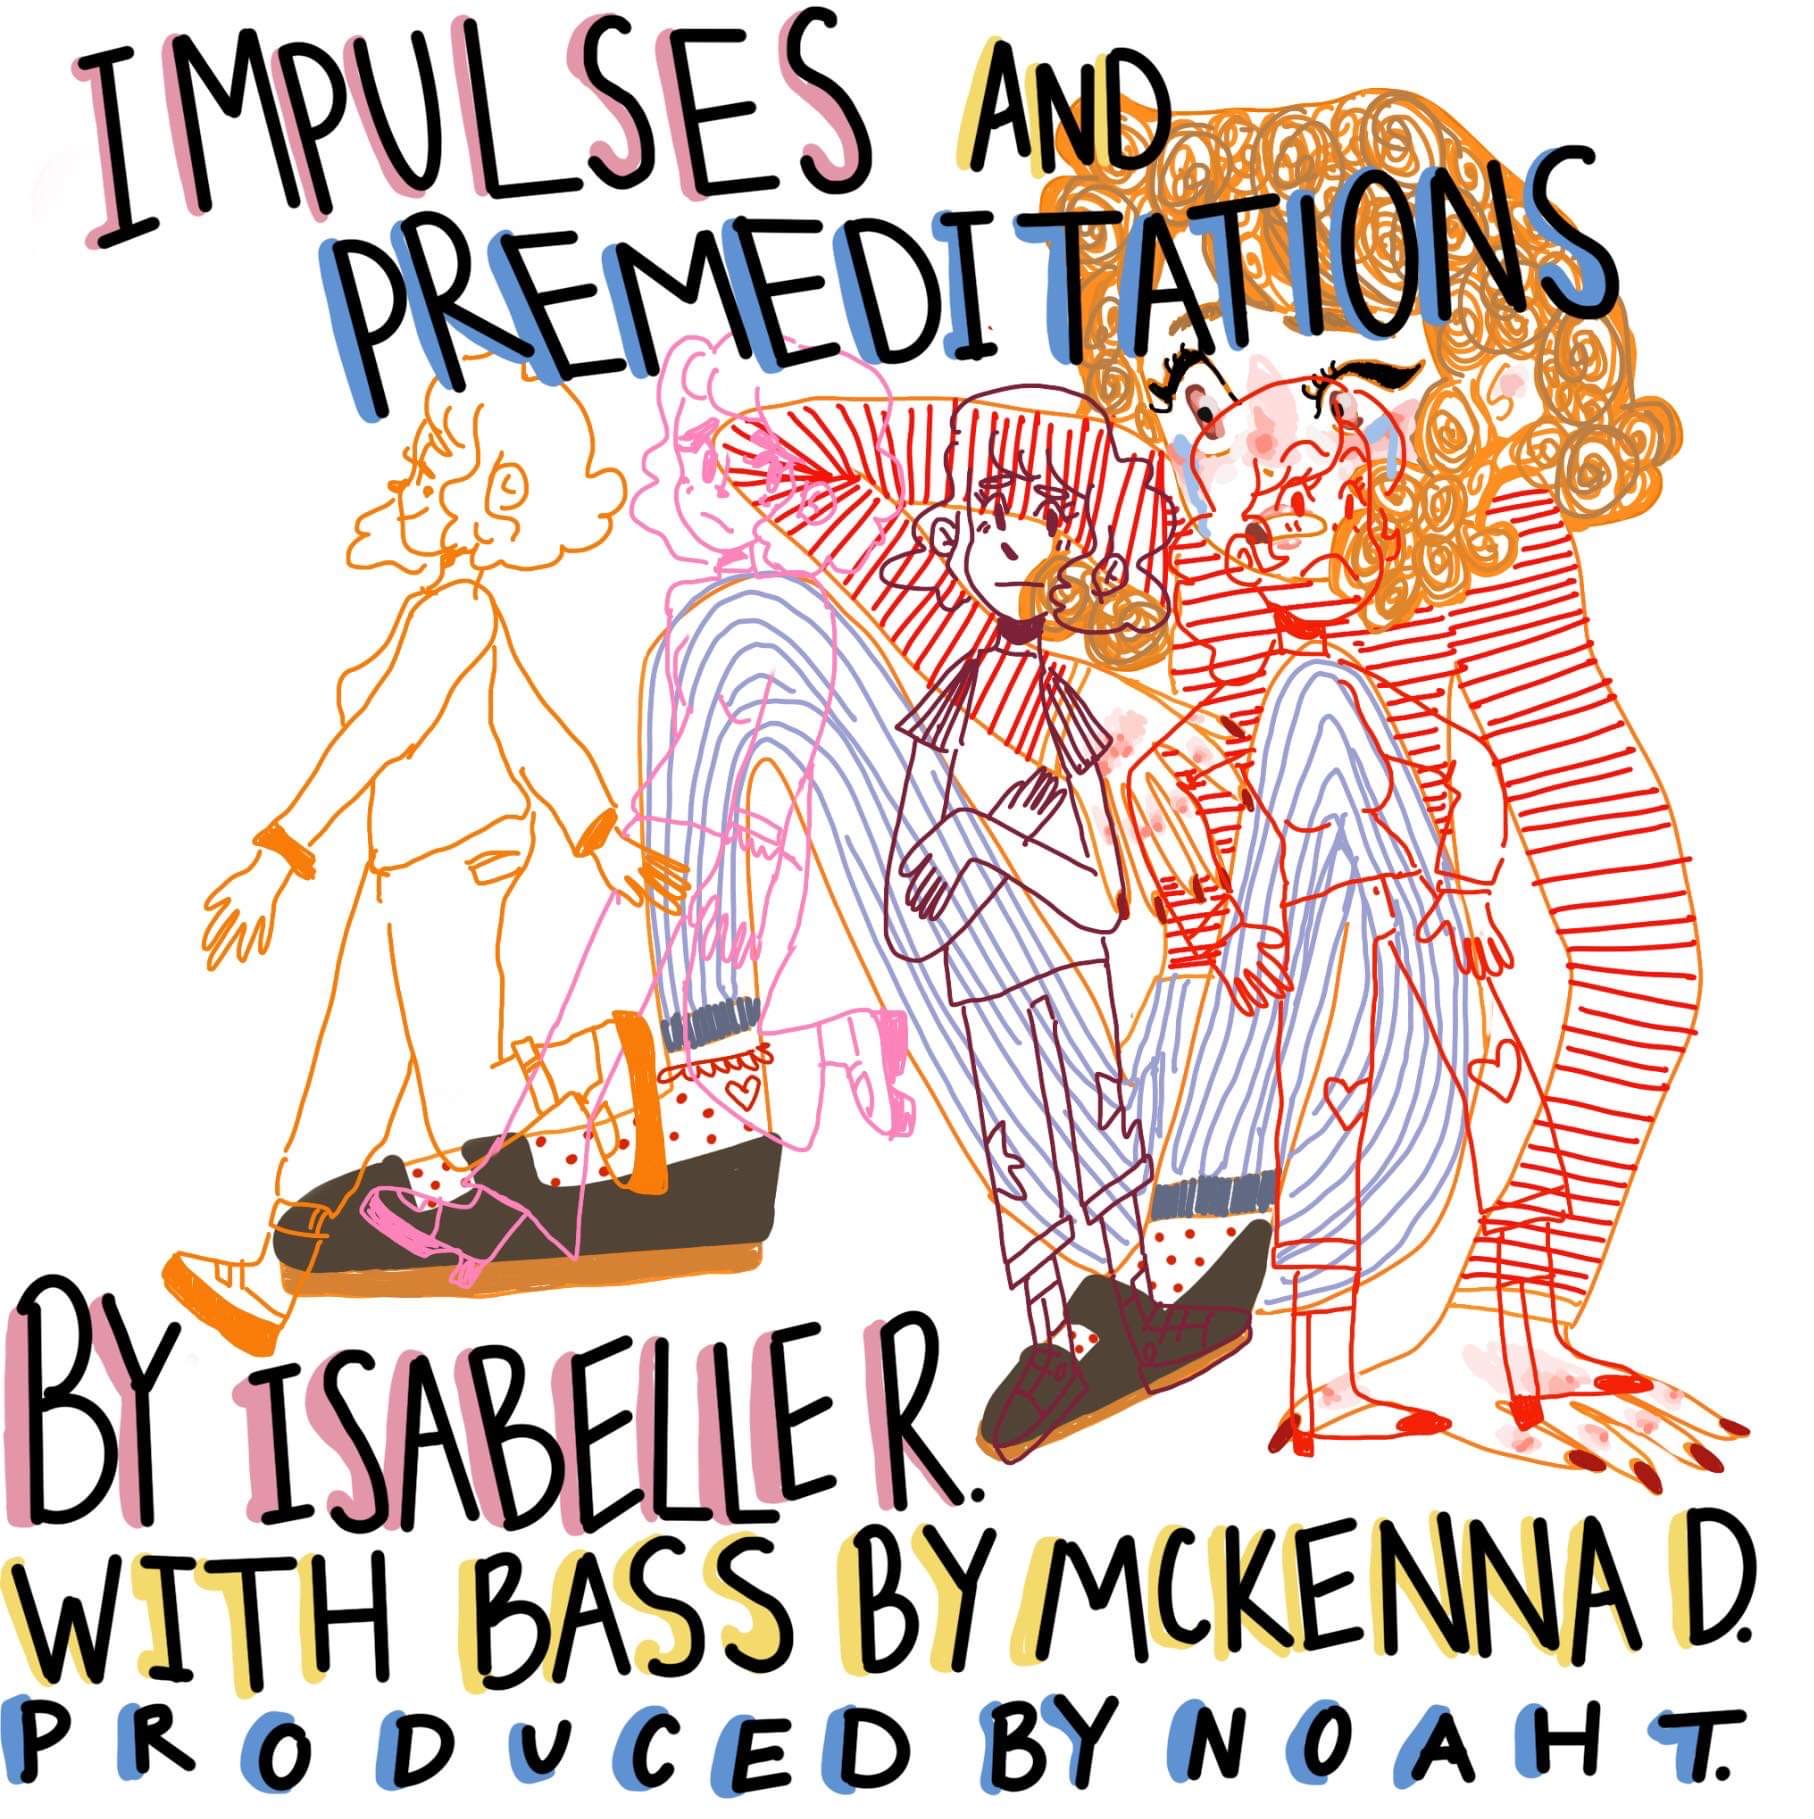 IMPULSES AND
PREMEDITATIONS
BY ISABELLE R.
WITH BASS BY MCKENNA D.
PRODUCED BY NOAH T.